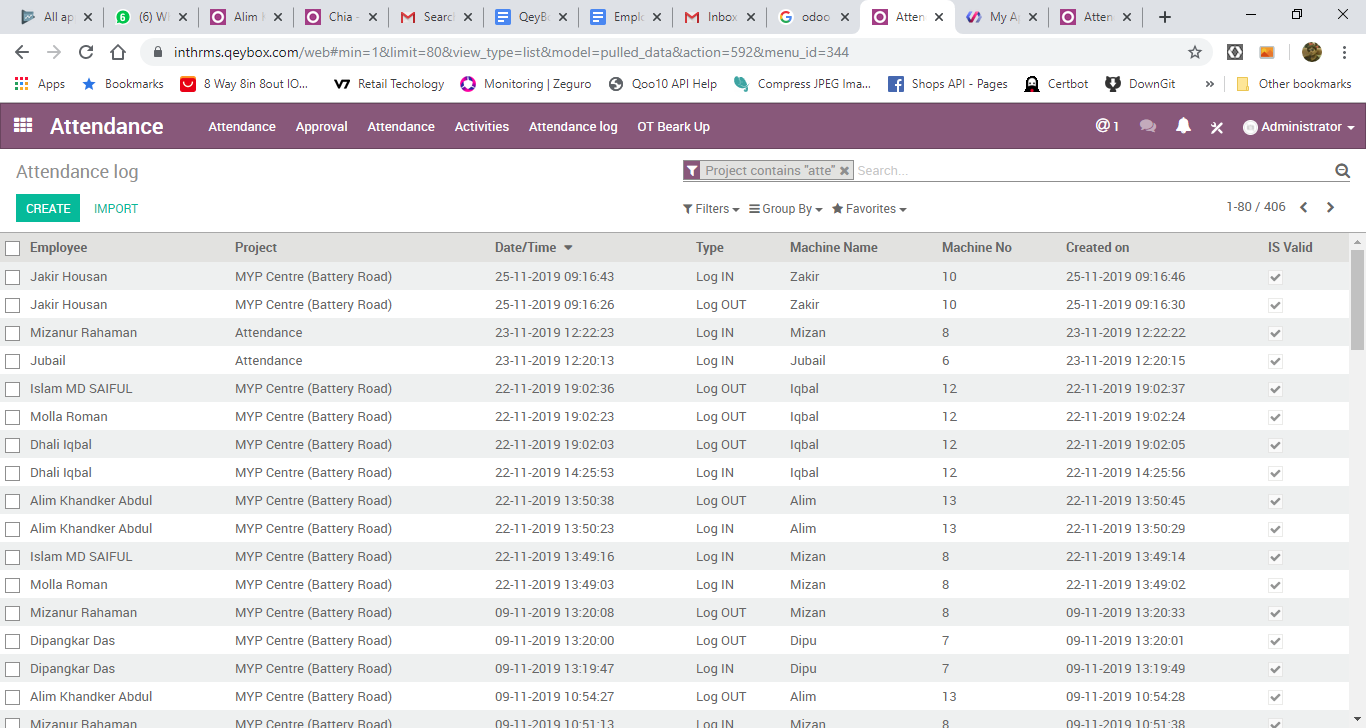 All ap (6) W Alim Chia - Searc QeyB Emplo Inbox odoo Atten My A Atten
inthrms.qeybox.com/web#min=1&limit=80&view_type=list&model=pulled_data&action=592&menu_id=344
Apps Bookmarks 8 Way 8in 8out IO... Retail Techology Monitoring | Zeguro Qoo10 API Help Compress JPEG Ima... Shops API - Pages Certbot DownGit » Other bookmarks
Attendance Attendance Approval Attendance Activities Attendance log OT Beark Up @ 1 Administrator
Attendance log Project contains "atte" Search...
CREATE IMPORT Filters Group By Favorites 1-80 / 406
Employee Project Date/Time Type Machine Name Machine No Created on IS Valid
Jakir Housan MYP Centre (Battery Road) 25-11-2019 09:16:43 Log IN Zakir 10 25-11-2019 09:16:46
Jakir Housan MYP Centre (Battery Road) 25-11-2019 09:16:26 Log OUT Zakir 10 25-11-2019 09:16:30
Mizanur Rahaman Attendance 23-11-2019 12:22:23 Log IN Mizan 8 23-11-2019 12:22:22
Jubail Attendance 23-11-2019 12:20:13 Log IN Jubail 6 23-11-2019 12:20:15
Islam MD SAIFUL MYP Centre (Battery Road) 22-11-2019 19:02:36 Log OUT Iqbal 12 22-11-2019 19:02:37
Molla Roman MYP Centre (Battery Road) 22-11-2019 19:02:23 Log OUT Iqbal 12 22-11-2019 19:02:24
Dhali Iqbal MYP Centre (Battery Road) 22-11-2019 19:02:03 Log OUT Iqbal 12 22-11-2019 19:02:05
Dhali Iqbal MYP Centre (Battery Road) 22-11-2019 14:25:53 Log IN Iqbal 12 22-11-2019 14:25:56
Alim Khandker Abdul MYP Centre (Battery Road) 22-11-2019 13:50:38 Log OUT Alim 13 22-11-2019 13:50:45
Alim Khandker Abdul MYP Centre (Battery Road) 22-11-2019 13:50:23 Log IN Alim 13 22-11-2019 13:50:29
Islam MD SAIFUL MYP Centre (Battery Road) 22-11-2019 13:49:16 Log IN Mizan 8 22-11-2019 13:49:14
Molla Roman MYP Centre (Battery Road) 22-11-2019 13:49:03 Log IN Mizan 8 22-11-2019 13:49:02
Mizanur Rahaman MYP Centre (Battery Road) 09-11-2019 13:20:08 Log OUT Mizan 8 09-11-2019 13:20:33
Dipangkar Das MYP Centre (Battery Road) 09-11-2019 13:20:00 Log OUT Dipu 7 09-11-2019 13:20:01
Dipangkar Das MYP Centre (Battery Road) 09-11-2019 13:19:47 Log IN Dipu 7 09-11-2019 13:19:49
Alim Khandker Abdul MYP Centre (Battery Road) 09-11-2019 10:54:27 Log OUT Alim 13 09-11-2019 10:54:28
Mizanur Rahaman MYP Centre (Battery Road) 09-11-2019 10:51:13 Log IN Mizan 8 09-11-2019 10:51:38